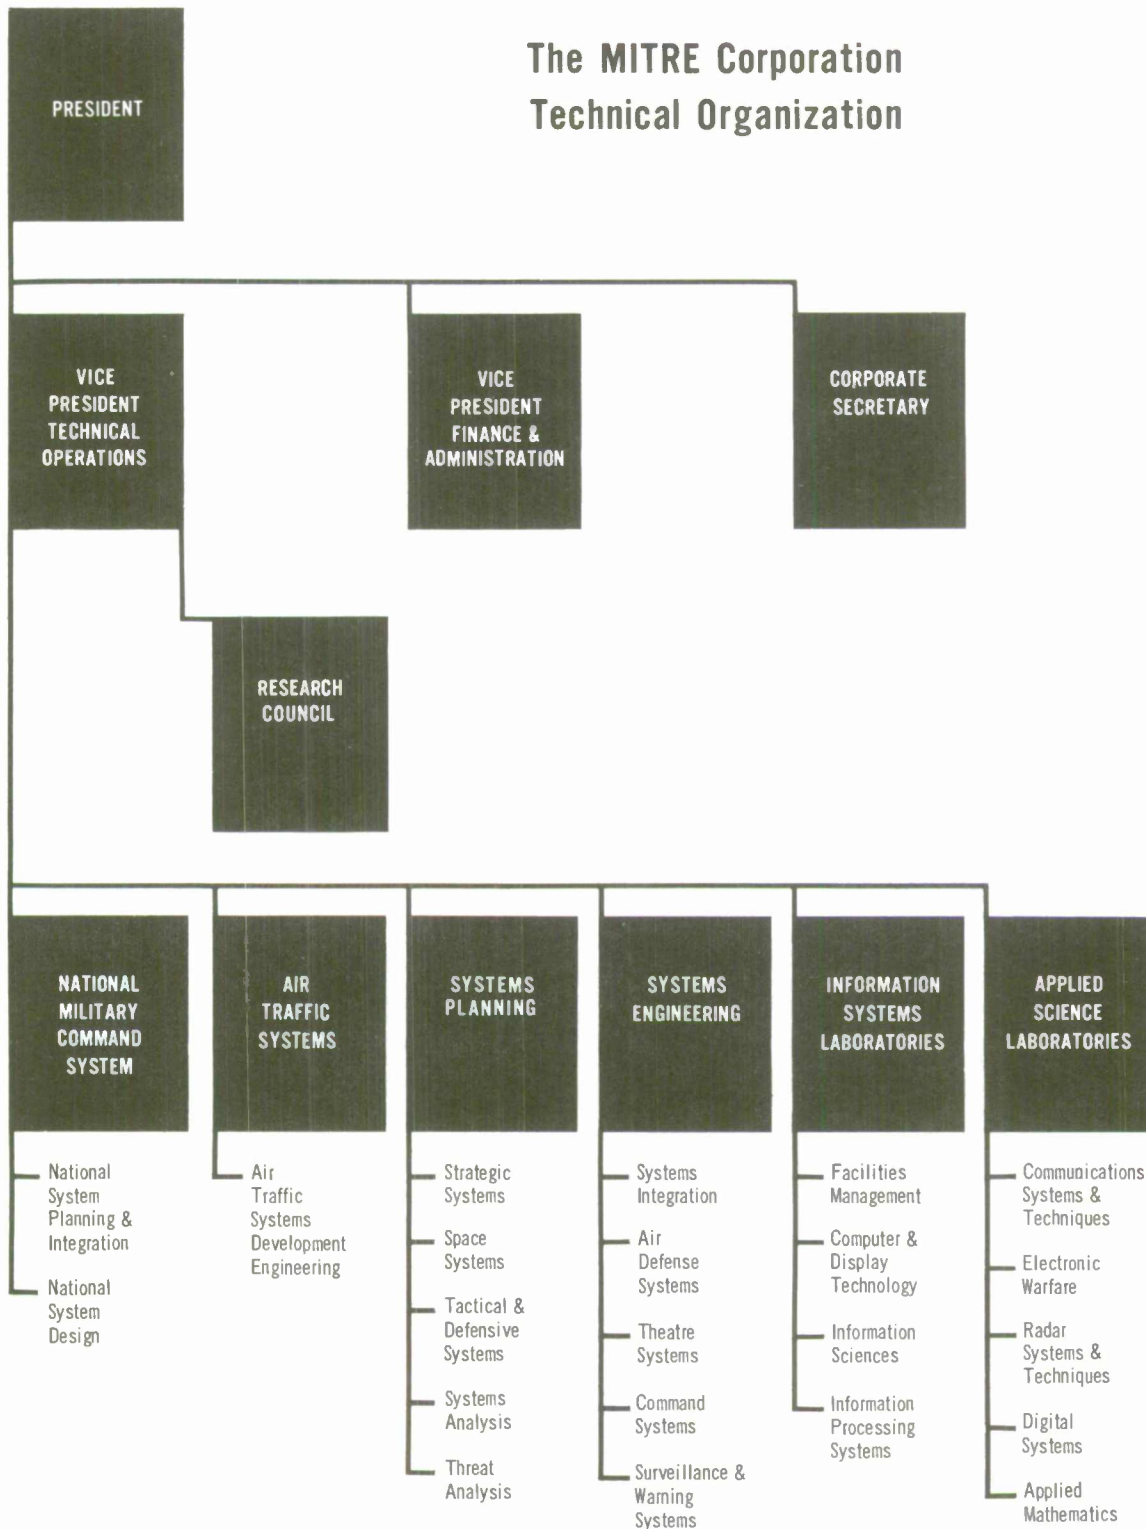 The MITRE Corporation
Technical Organization
PRESIDENT
VICE
PRESIDENT
TECHNICAL
OPERATIONS
VICE
PRESIDENT
FINANCE &
ADMINISTRATION
CORPORATE
SECRETARY
RESEARCH
COUNCIL
NATIONAL
MILITARY
COMMAND
SYSTEM
AIR
TRAFFIC
SYSTEMS
SYSTEMS
PLANNING
SYSTEMS
ENGINEERING
INFORMATION
SYSTEMS
LABORATORIES
APPLIED
SCIENCE
LABORATORIES
National
System
Planning &
Integration
National
System
Design
Air
Traffic
Systems
Development
Engineering
Strategic
Systems
Space
Systems
Tactical &
Defensive
Systems
Systems
Analysis
Threat
Analysis
Systems
Integration
Air
Defense
Systems
Theatre
Systems
Command
Systems
Surveillance &
Warning
Systems
Facilities
Management
Computer &
Display
Technology
Information
Sciences
Information
Processing
Systems
Communications
Systems &
Techniques
Electronic
Warfare
Radar
Systems &
Techniques
Digital
Systems
Applied
Mathematics